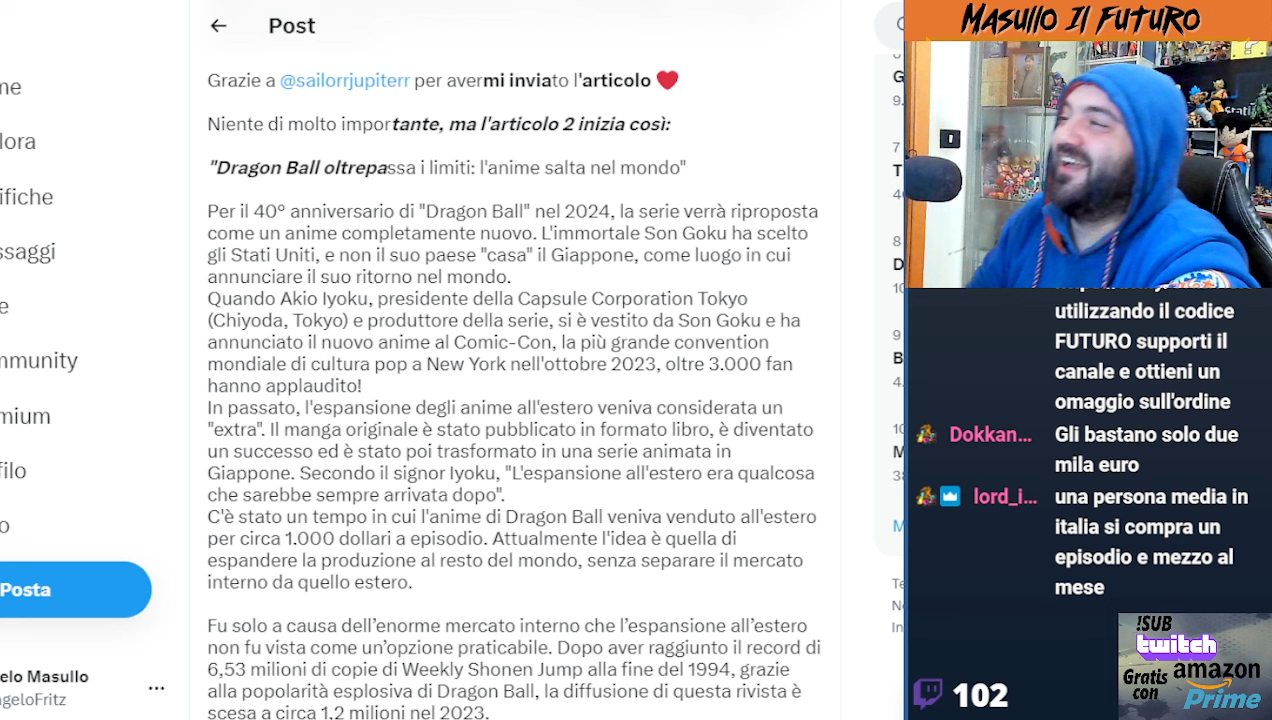 ← Post
Grazie a @sailorrjupiterr per avermi inviato l'articolo ❤
Niente di molto importante, ma l'articolo 2 inizia così:
"Dragon Ball oltrepassa i limiti: l'anime salta nel mondo"
Per il 40° anniversario di "Dragon Ball" nel 2024, la serie verrà riproposta
come un anime completamente nuovo. L'immortale Son Goku ha scelto
gli Stati Uniti, e non il suo paese "casa" il Giappone, come luogo in cui
annunciare il suo ritorno nel mondo.
Quando Akio Iyoku, presidente della Capsule Corporation Tokyo
(Chiyoda, Tokyo) e produttore della serie, si è vestito da Son Goku e ha
annunciato il nuovo anime al Comic-Con, la più grande convention
mondiale di cultura pop a New York nell'ottobre 2023, oltre 3.000 fan
hanno applaudito!
In passato, l'espansione degli anime all'estero veniva considerata un
"extra". Il manga originale è stato pubblicato in formato libro, è diventato
un successo ed è stato poi trasformato in una serie animata in
Giappone. Secondo il signor Iyoku, "L'espansione all'estero era qualcosa
che sarebbe sempre arrivata dopo".
C'è stato un tempo in cui l'anime di Dragon Ball veniva venduto all'estero
per circa 1.000 dollari a episodio. Attualmente l'idea è quella di
espandere la produzione al resto del mondo, senza separare il mercato
interno da quello estero.
Fu solo a causa dell’enorme mercato interno che l’espansione all’estero
non fu vista come un’opzione praticabile. Dopo aver raggiunto il record di
6,53 milioni di copie di Weekly Shonen Jump alla fine del 1994, grazie
alla popolarità esplosiva di Dragon Ball, la diffusione di questa rivista è
scesa a circa 1,2 milioni nel 2023.
me
lora
ifiche
ssaggi
e
mmunity
mium
filo
o
Posta
elo Masullo
ngeloFritz
...
MASULLO IL FUTURO
utilizzando il codice
FUTURO supporti il
canale e ottieni un
omaggio sull'ordine
Dokkan... Gli bastano solo due
mila euro
lord_i... una persona media in
italia si compra un
episodio e mezzo al
mese
!SUB
twitch
Gratis
con
amazon
Prime
102